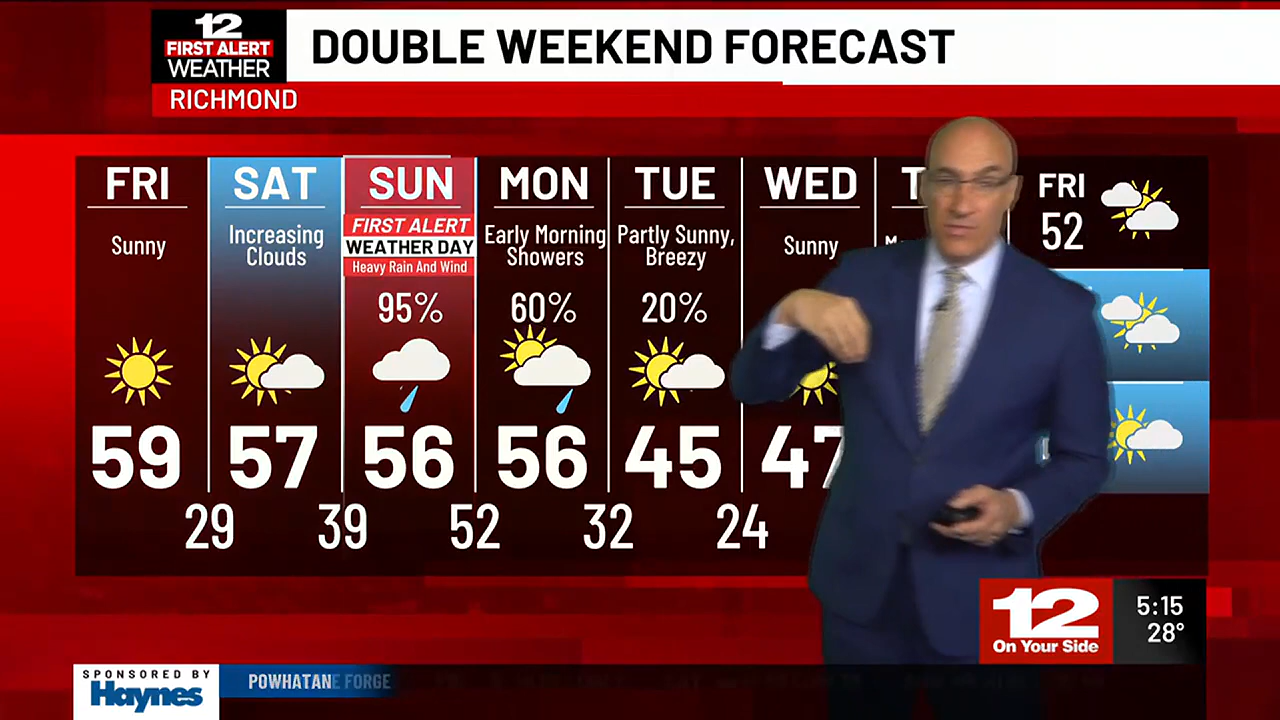 12
FIRST ALERT
WEATHER
DOUBLE WEEKEND FORECAST
RICHMOND
FRI
Sunny
59
SAT
Increasing
Clouds
57
SUN
FIRST ALERT
WEATHER DAY
Heavy Rain And Wind
95%
56
MON
Early Morning
Showers
60%
56
TUE
Partly Sunny,
Breezy
20%
45
WED
Sunny
47
FRI
52
29
39
52
32
24
12
On Your Side
5:15
28°
SPONSORED BY
Haynes
POWHATAN